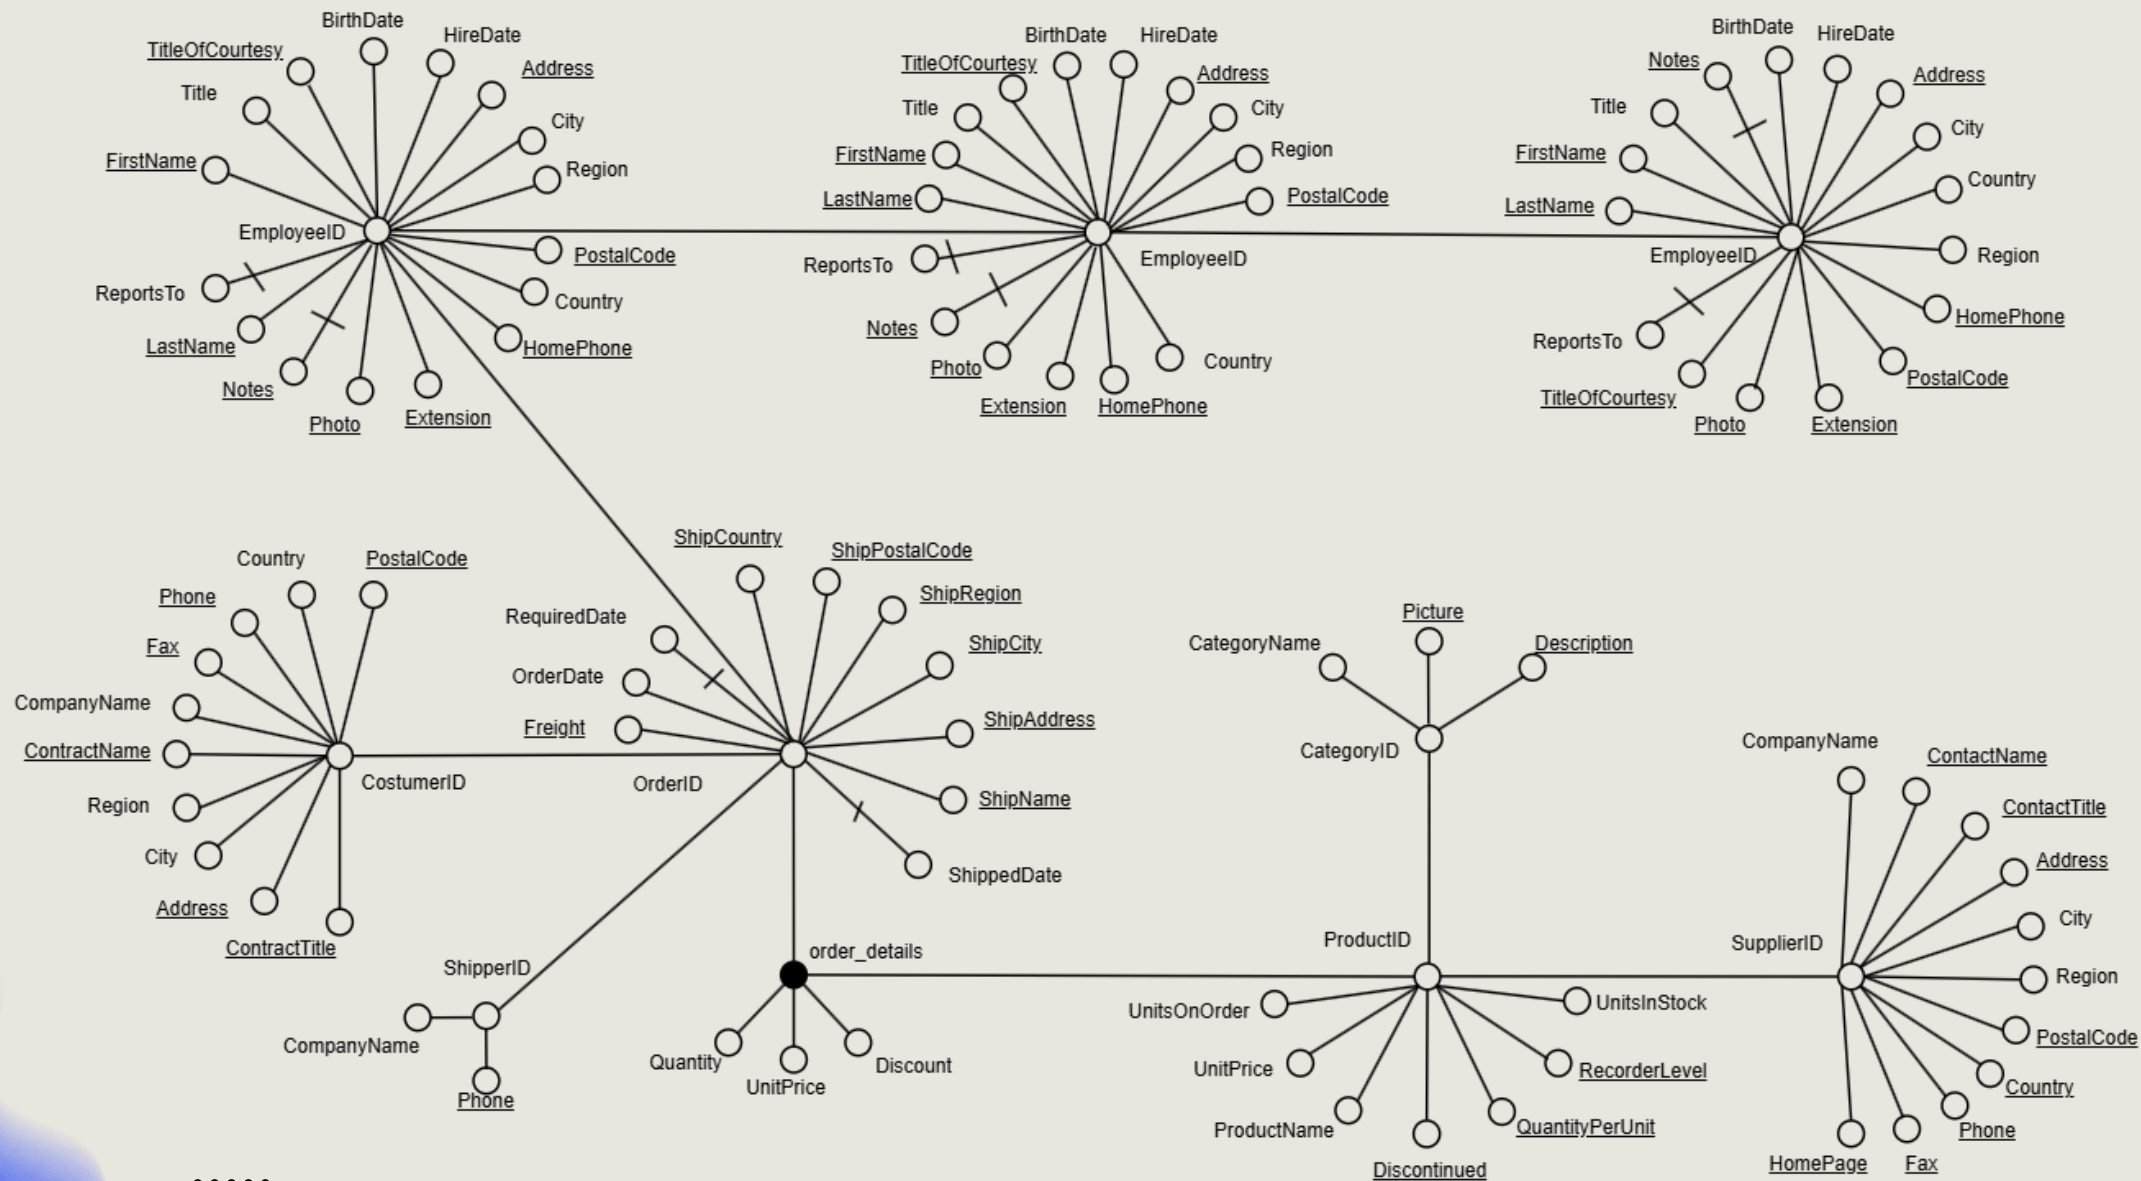 BirthDate
HireDate
TitleOfCourtesy
Address
Title
City
FirstName
Region
EmployeeID
PostalCode
ReportsTo
Country
LastName
HomePhone
Notes
Photo
Extension
BirthDate
HireDate
TitleOfCourtesy
Address
Title
City
FirstName
Region
LastName
PostalCode
ReportsTo
EmployeeID
Notes
Photo
Country
Extension
HomePhone
BirthDate
HireDate
Notes
Address
Title
City
FirstName
Country
LastName
EmployeeID
Region
HomePhone
ReportsTo
PostalCode
TitleOfCourtesy
Photo
Extension
Country
PostalCode
Phone
Fax
CompanyName
ContractName
CostumerID
Region
City
Address
ContractTitle
ShipCountry
ShipPostalCode
ShipRegion
RequiredDate
ShipCity
OrderDate
Freight
ShipAddress
OrderID
ShipName
ShippedDate
ShipperID
CompanyName
Phone
order_details
Quantity
UnitPrice
Discount
Picture
CategoryName
Description
CategoryID
ProductID
UnitsOnOrder
UnitsInStock
UnitPrice
RecorderLevel
ProductName
QuantityPerUnit
Discontinued
CompanyName
ContactName
ContactTitle
Address
SupplierID
City
Region
PostalCode
Country
Phone
HomePage
Fax